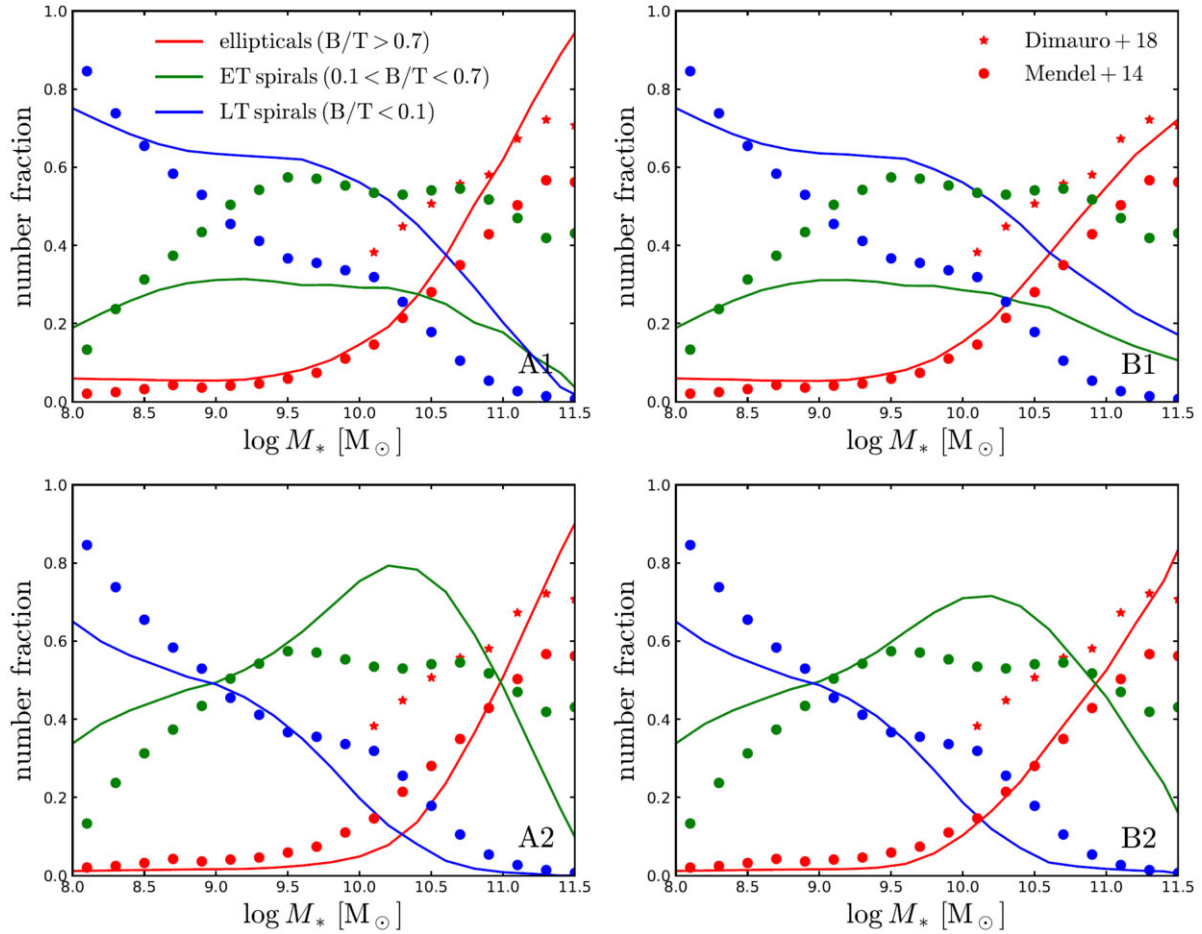 1.0
0.8
0.6
0.4
0.2
0.0
number fraction
ellipticals (B/T > 0.7)
ET spirals (0.1 < B/T < 0.7)
LT spirals (B/T < 0.1)
A1
8.0 8.5 9.0 9.5 10.0 10.5 11.0 11.5
log M* [M⊙]
1.0
0.8
0.6
0.4
0.2
0.0
number fraction
Dimauro + 18
Mendel + 14
B1
8.0 8.5 9.0 9.5 10.0 10.5 11.0 11.5
log M* [M⊙]
1.0
0.8
0.6
0.4
0.2
0.0
number fraction
A2
8.0 8.5 9.0 9.5 10.0 10.5 11.0 11.5
log M* [M⊙]
1.0
0.8
0.6
0.4
0.2
0.0
number fraction
B2
8.0 8.5 9.0 9.5 10.0 10.5 11.0 11.5
log M* [M⊙]